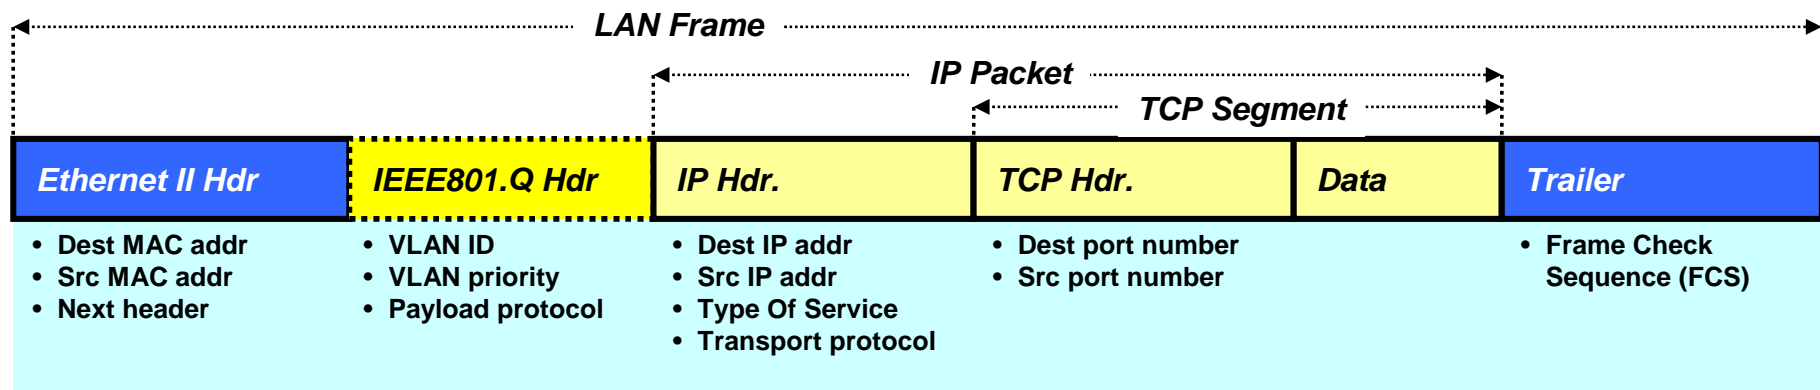 LAN Frame
IP Packet
TCP Segment
Ethernet II Hdr
IEEE801.Q Hdr
IP Hdr.
TCP Hdr.
Data
Trailer
• Dest MAC addr
• Src MAC addr
• Next header
• VLAN ID
• VLAN priority
• Payload protocol
• Dest IP addr
• Src IP addr
• Type Of Service
• Transport protocol
• Dest port number
• Src port number
• Frame Check
Sequence (FCS)